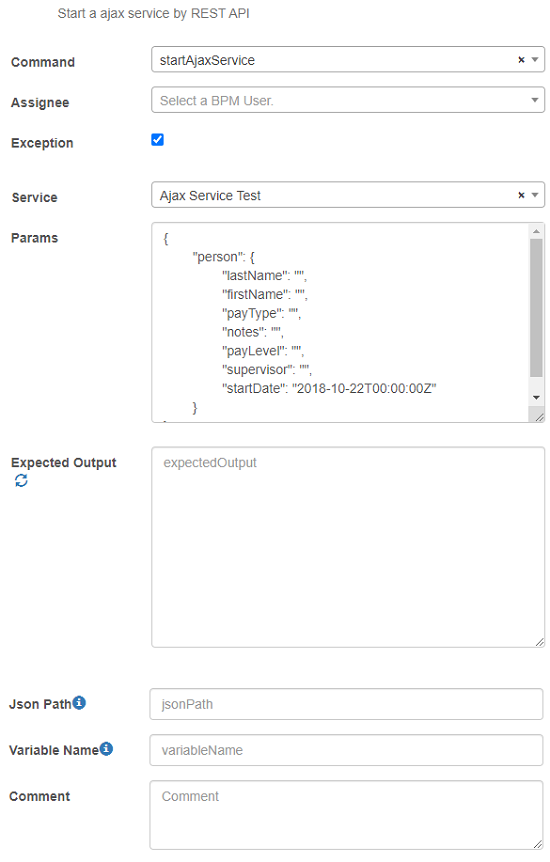 Start a ajax service by REST API
Command
startAjaxService
× 
Assignee
Select a BPM User.
Exception
Service
Ajax Service Test
×
Params
{
"person": {
"lastName": "",
"firstName": "",
"payType": "",
"notes": "",
"payLevel": "",
"supervisor": "",
"startDate": "2018-10-22T00:00:00Z"
}
Expected Output
expectedOutput
Json Path
jsonPath
Variable Name
variableName
Comment
Comment